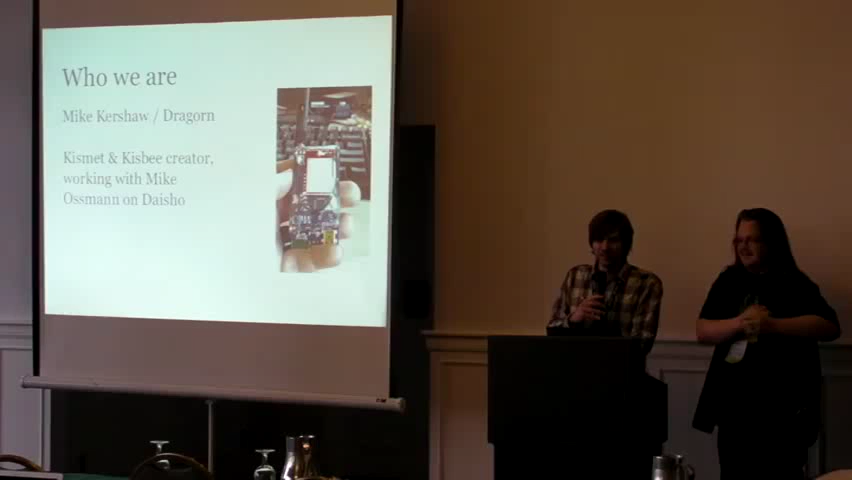 Who we are
Mike Kershaw / Dragorn
Kismet & Kisbee creator,
working with Mike
Ossmann on Daisho